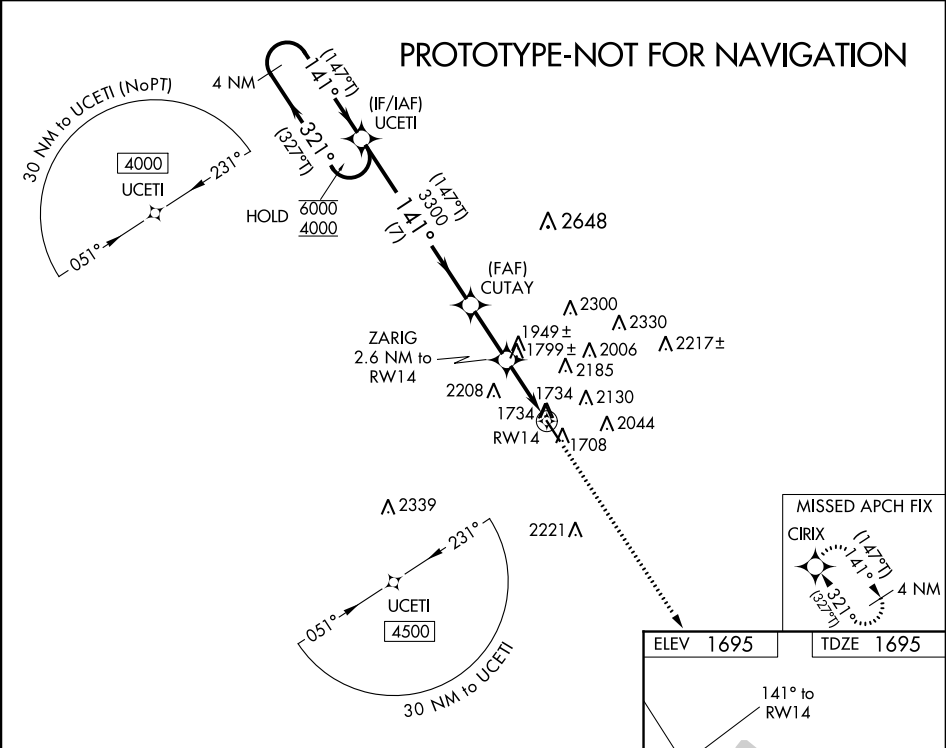 PROTOTYPE-NOT FOR NAVIGATION
30 NM to UCETI (NoPT)
4000
UCETI
231°
051°
4 NM
141°
(147°T)
321°
(327°T)
(IF/IAF)
UCETI
HOLD
6000
4000
(147°T)
3300
141°
(7)
2648
(FAF)
CUTAY
2300
2330
1949±
1799±
2006
2217±
2185
ZARIG
2.6 NM to
RW14
2208
1734
2130
1734
2044
RW14
1708
2339
2221
231°
051°
UCETI
4500
30 NM to UCETI
MISSED APCH FIX
CIRIX
(147°T)
141°
321°
(327°T)
4 NM
ELEV 1695
TDZE 1695
141° to
RW14